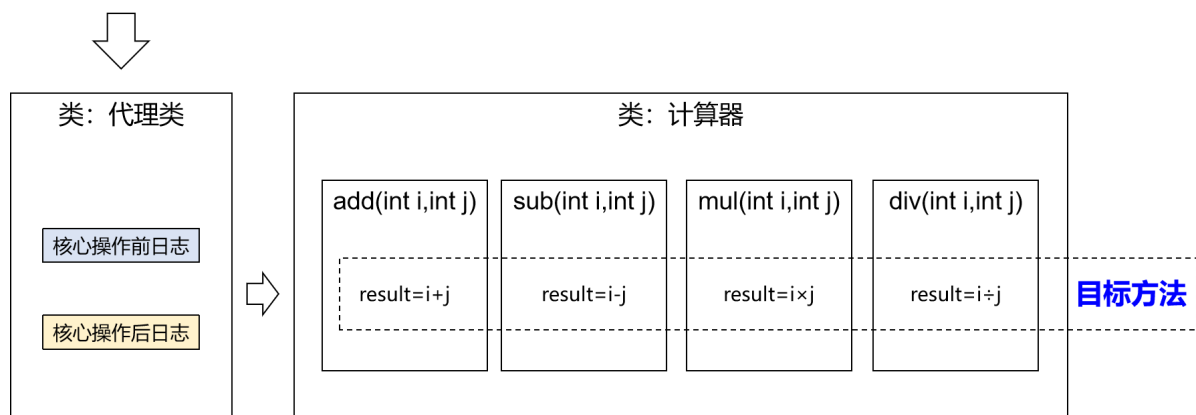 类：代理类
核心操作前日志
核心操作后日志
类：计算器
add(int i,int j)
result=i+j
sub(int i,int j)
result=i-j
mul(int i,int j)
result=i×j
div(int i,int j)
result=i÷j
目标方法